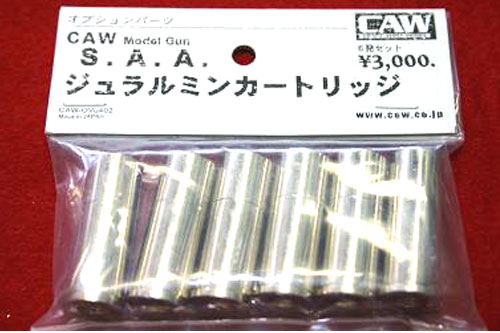 オプションパーツ
CAW Model Gun
S.A.A.
ジュラルミンカートリッジ
CAW
6発セット
¥3,000.
www.caw.co.jp
Made in JAPAN